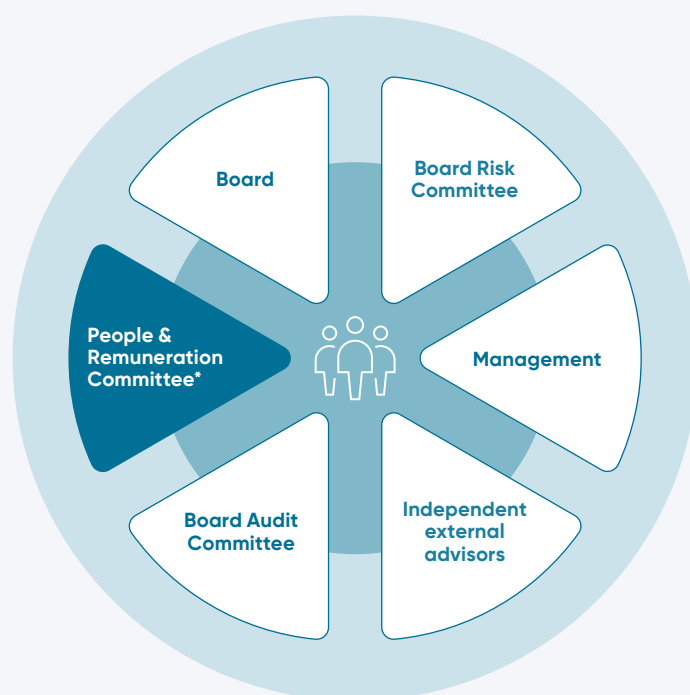 Board
Board Risk
Committee
People &
Remuneration
Committee*
Management
Board Audit
Committee
Independent
external
advisors